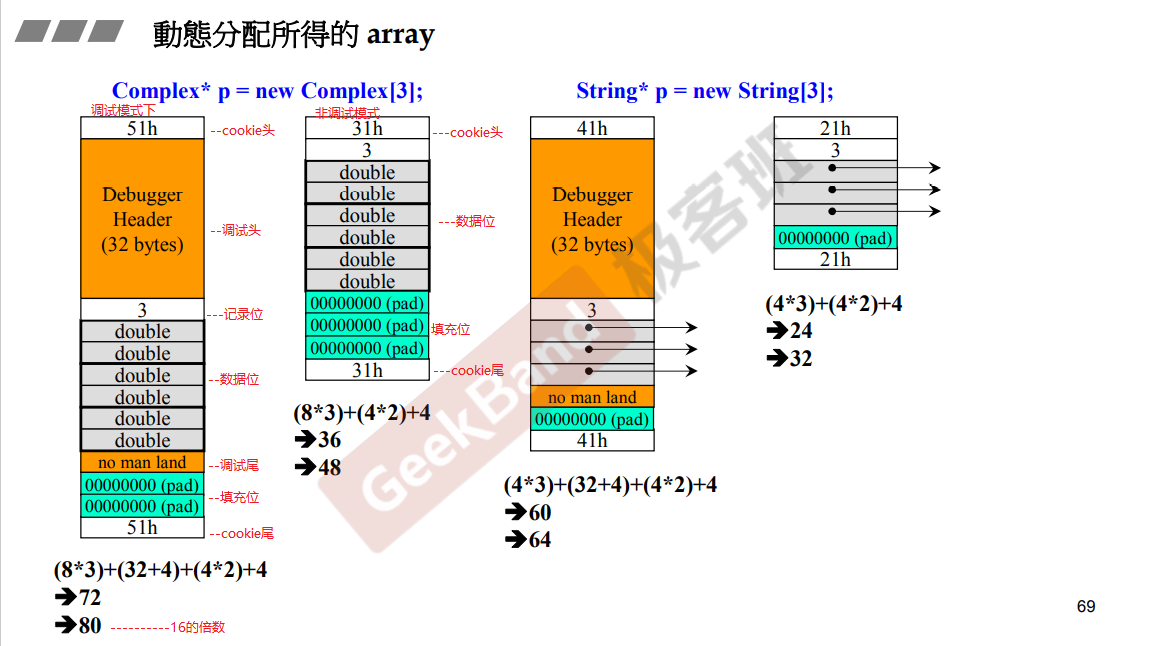 動態分配所得的 array
Complex* p = new Complex[3];
调试模式下
51h
--cookie头
Debugger
Header
(32 bytes)
--调试头
3
---记录位
double
double
double
double
--数据位
double
double
no man land
--调试尾
00000000 (pad)
00000000 (pad)
--填充位
51h
--cookie尾
(8*3)+(32+4)+(4*2)+4
➔72
➔80
----------16的倍数
非调试模式
31h
---cookie头
3
double
double
double
double
---数据位
double
double
00000000 (pad)
00000000 (pad)
填充位
00000000 (pad)
31h
---cookie尾
(8*3)+(4*2)+4
➔36
➔48
String* p = new String[3];
41h
Debugger
Header
(32 bytes)
3
no man land
00000000 (pad)
41h
(4*3)+(32+4)+(4*2)+4
➔60
➔64
21h
3
00000000 (pad)
21h
(4*3)+(4*2)+4
➔24
➔32
GeekBand 极客班
69